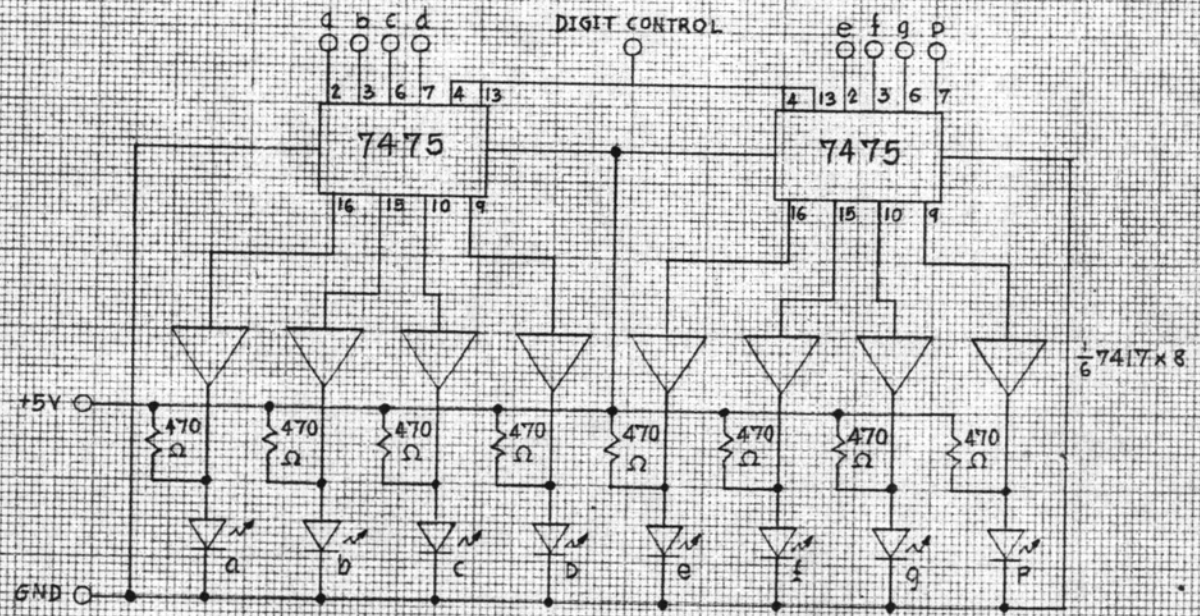 a b c d DIGIT CONTROL e f g p
2 3 6 7 4 13 4 13 2 3 6 7
7475 7475
16 15 10 9 16 15 10 9
1/6 7417 x 8
+5V
470 Ω 470 Ω 470 Ω 470 Ω 470 Ω 470 Ω 470 Ω 470 Ω
a b c D e f g p
GND